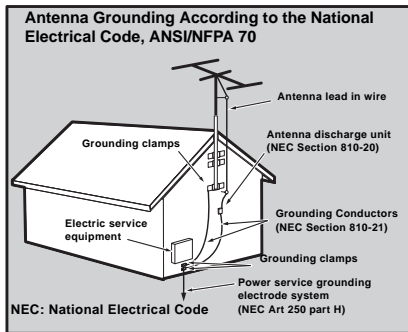 Antenna Grounding According to the National
Electrical Code, ANSI/NFPA 70
Antenna lead in wire
Grounding clamps
Antenna discharge unit
(NEC Section 810-20)
Electric service
equipment
Grounding Conductors
(NEC Section 810-21)
Grounding clamps
Power service grounding
electrode system
(NEC Art 250 part H)
NEC: National Electrical Code